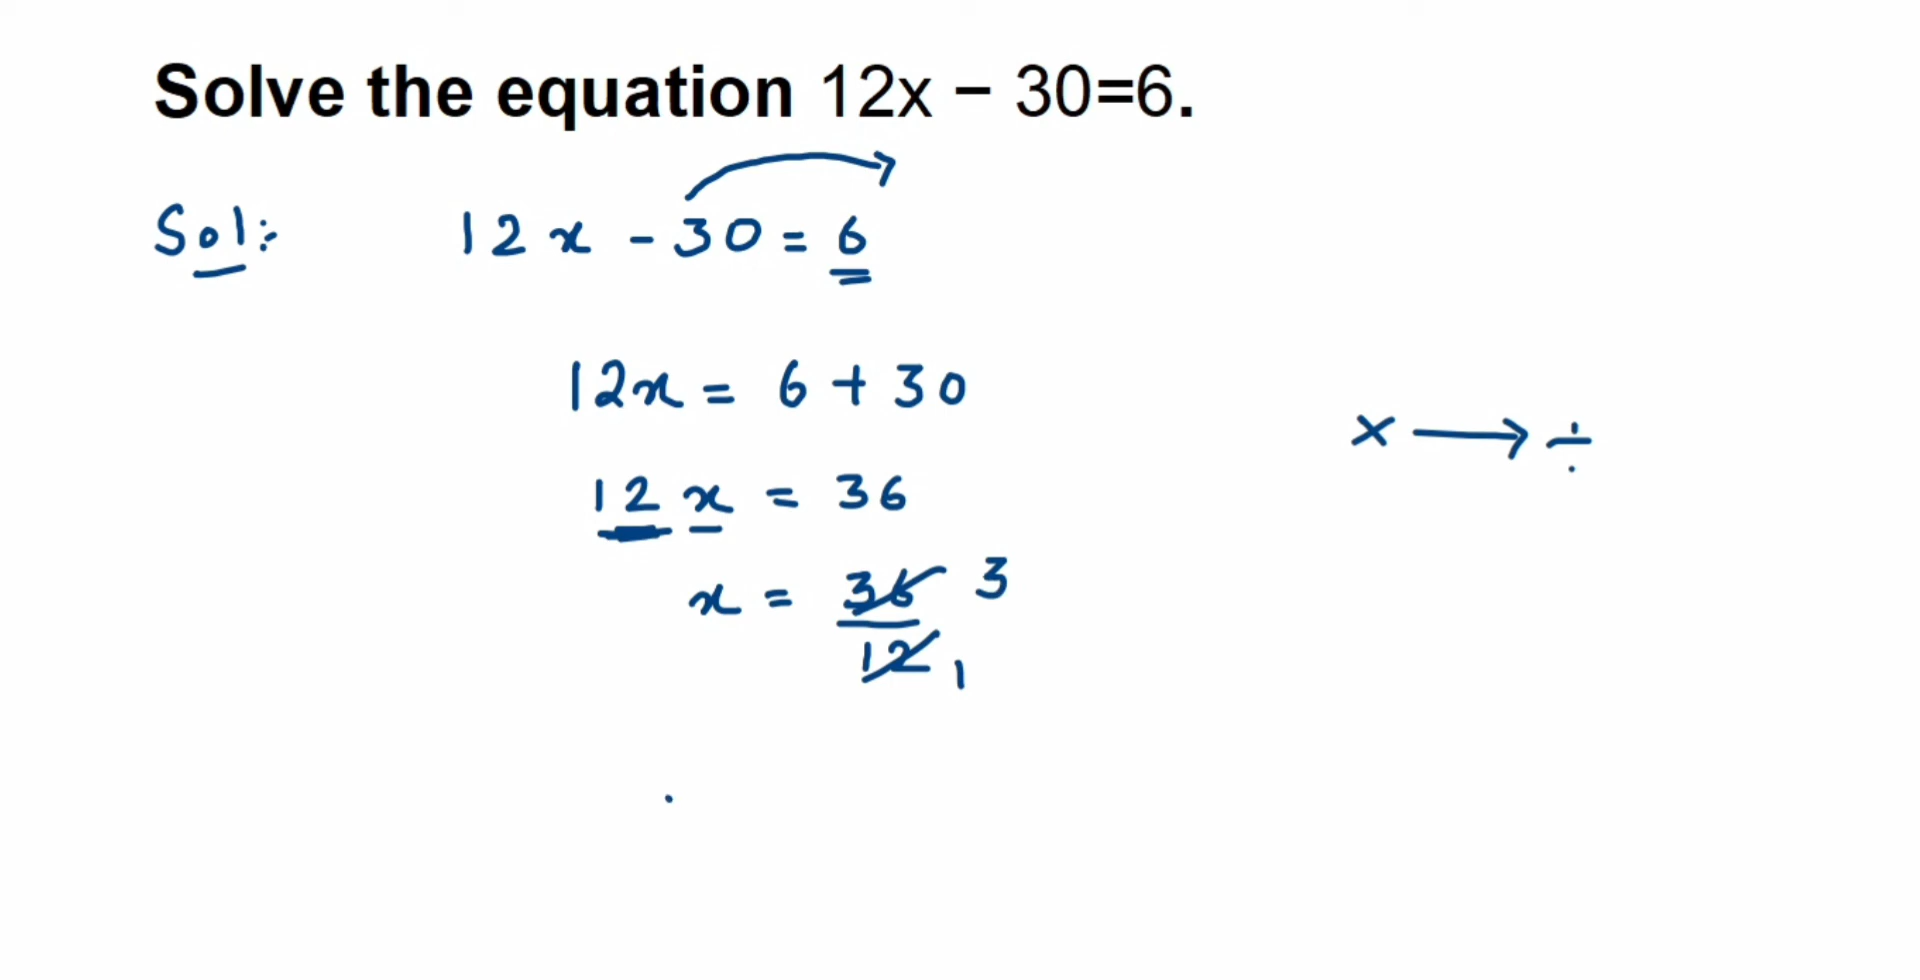 Solve the equation 12x − 30=6.
Sol:-
12x - 30 = 6
12x = 6 + 30
x → ÷
12x = 36
x = 36/12 3 1